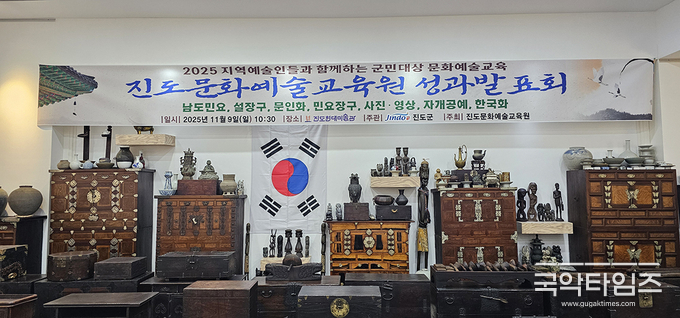 2025 지역예술인들과 함께하는 군민대상 문화예술교육
진도문화예술교육원 성과발표회
남도민요, 설장구, 문인화, 민요장구, 사진·영상, 자개공예, 한국화
|일시| 2025년 11월 9일(일) 10:30 |장소| 진도현대미술관 |주관| Jindo 진도군 |주최| 진도문화예술교육원
국악타임즈
www.gugaktimes.com